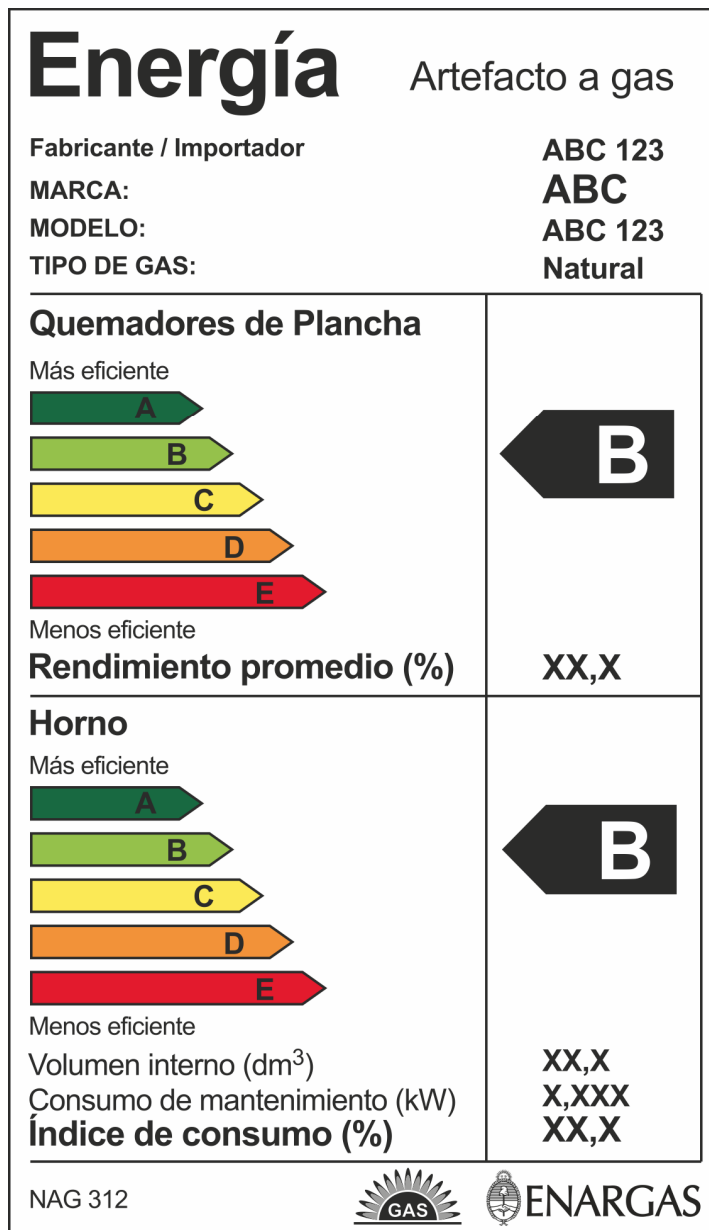 Energía Artefacto a gas
Fabricante / Importador ABC 123
MARCA: ABC
MODELO: ABC 123
TIPO DE GAS: Natural
Quemadores de Plancha
Más eficiente
A
B B
C
D
E
Menos eficiente
Rendimiento promedio (%) XX,X
Horno
Más eficiente
A
B B
C
D
E
Menos eficiente
Volumen interno (dm³) XX,X
Consumo de mantenimiento (kW) X,XXX
Índice de consumo (%) XX,X
NAG 312 GAS ENARGAS